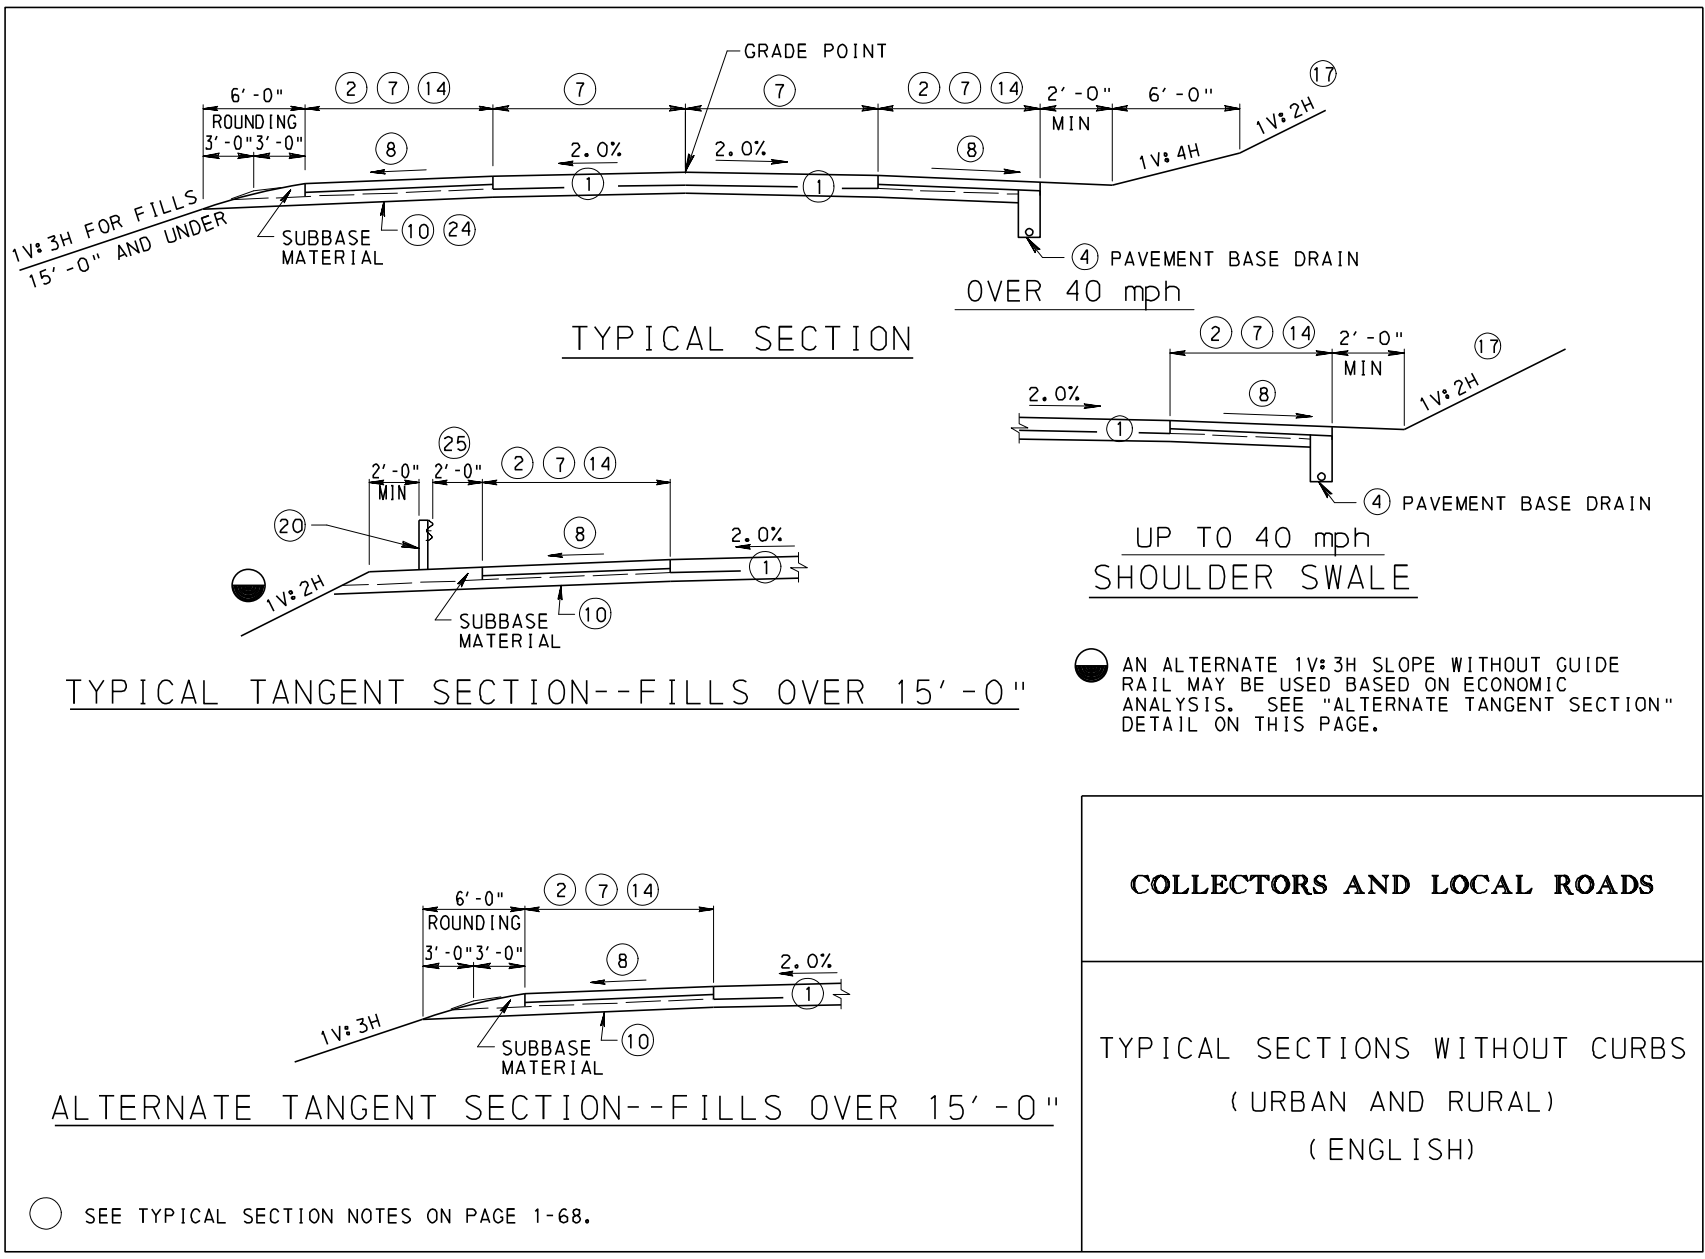 GRADE POINT
6'-0" 2 7 14 7 7 2 7 14 2'-0" 6'-0" 17
ROUNDING MIN 1V:2H
3'-0" 3'-0" 8 2.0% 2.0% 8 1V:4H
1 1
1V:3H FOR FILLS
15'-0" AND UNDER
SUBBASE
MATERIAL
10 24
4 PAVEMENT BASE DRAIN
OVER 40 mph
TYPICAL SECTION
2 7 14 2'-0" 17
MIN
2.0% 8 1V:2H
1
4 PAVEMENT BASE DRAIN
UP TO 40 mph
SHOULDER SWALE
25
2'-0" 2'-0" 2 7 14
MIN
20 8 2.0%
1
1V:2H
SUBBASE
MATERIAL
10
TYPICAL TANGENT SECTION--FILLS OVER 15'-0"
AN ALTERNATE 1V:3H SLOPE WITHOUT GUIDE
RAIL MAY BE USED BASED ON ECONOMIC
ANALYSIS. SEE "ALTERNATE TANGENT SECTION"
DETAIL ON THIS PAGE.
6'-0" 2 7 14
ROUNDING
3'-0" 3'-0" 8 2.0%
1
1V:3H
SUBBASE
MATERIAL
10
ALTERNATE TANGENT SECTION--FILLS OVER 15'-0"
SEE TYPICAL SECTION NOTES ON PAGE 1-68.
COLLECTORS AND LOCAL ROADS
TYPICAL SECTIONS WITHOUT CURBS
(URBAN AND RURAL)
(ENGLISH)